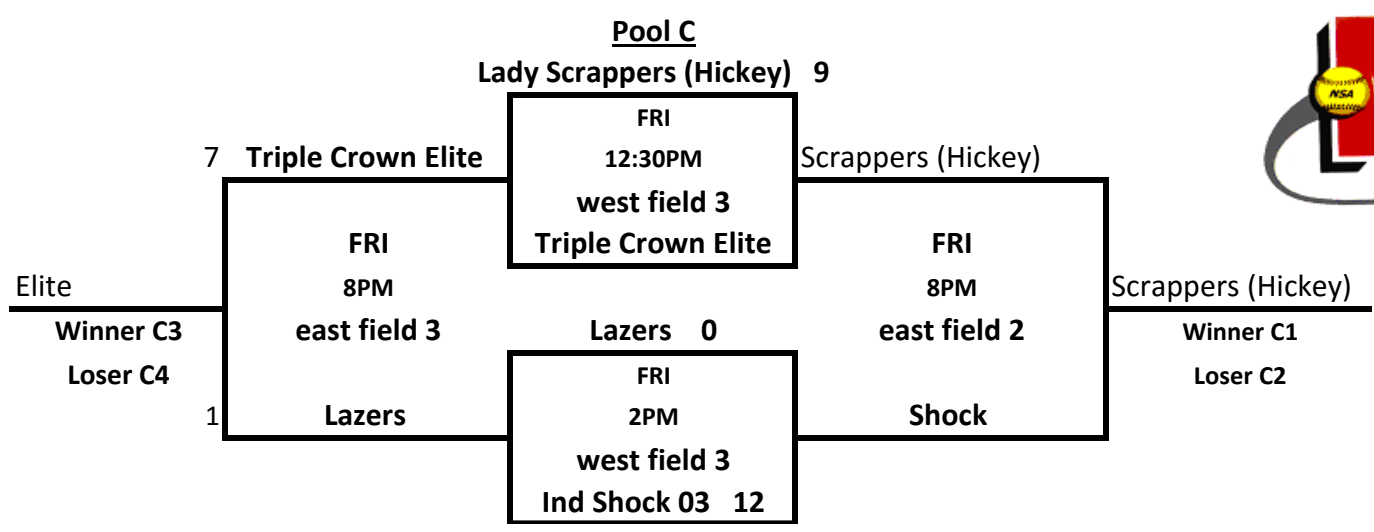 Pool C
Lady Scrappers (Hickey) 9
FRI
7 Triple Crown Elite 12:30PM Scrappers (Hickey)
west field 3
FRI Triple Crown Elite FRI
Elite 8PM 8PM Scrappers (Hickey)
Winner C3 east field 3 Lazers 0 east field 2 Winner C1
Loser C4 FRI Loser C2
1 Lazers 2PM Shock
west field 3
Ind Shock 03 12
NSA